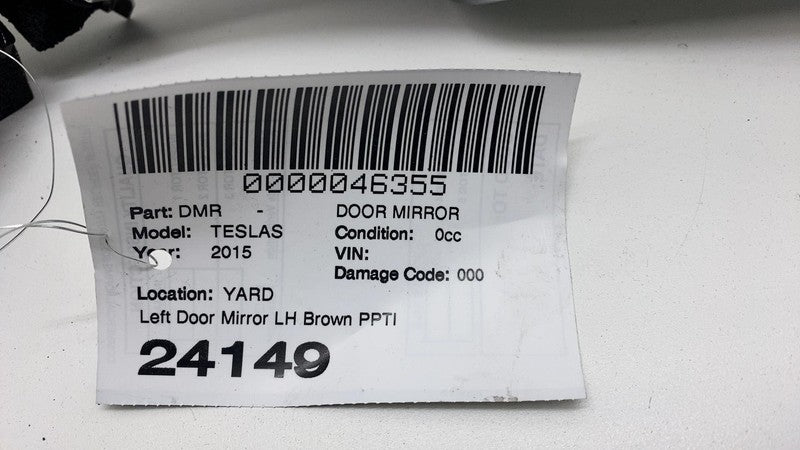 0000046355
Part: DMR - DOOR MIRROR
Model: TESLAS Condition: 0cc
Year: 2015 VIN:
Damage Code: 000
Location: YARD
Left Door Mirror LH Brown PPTI
24149